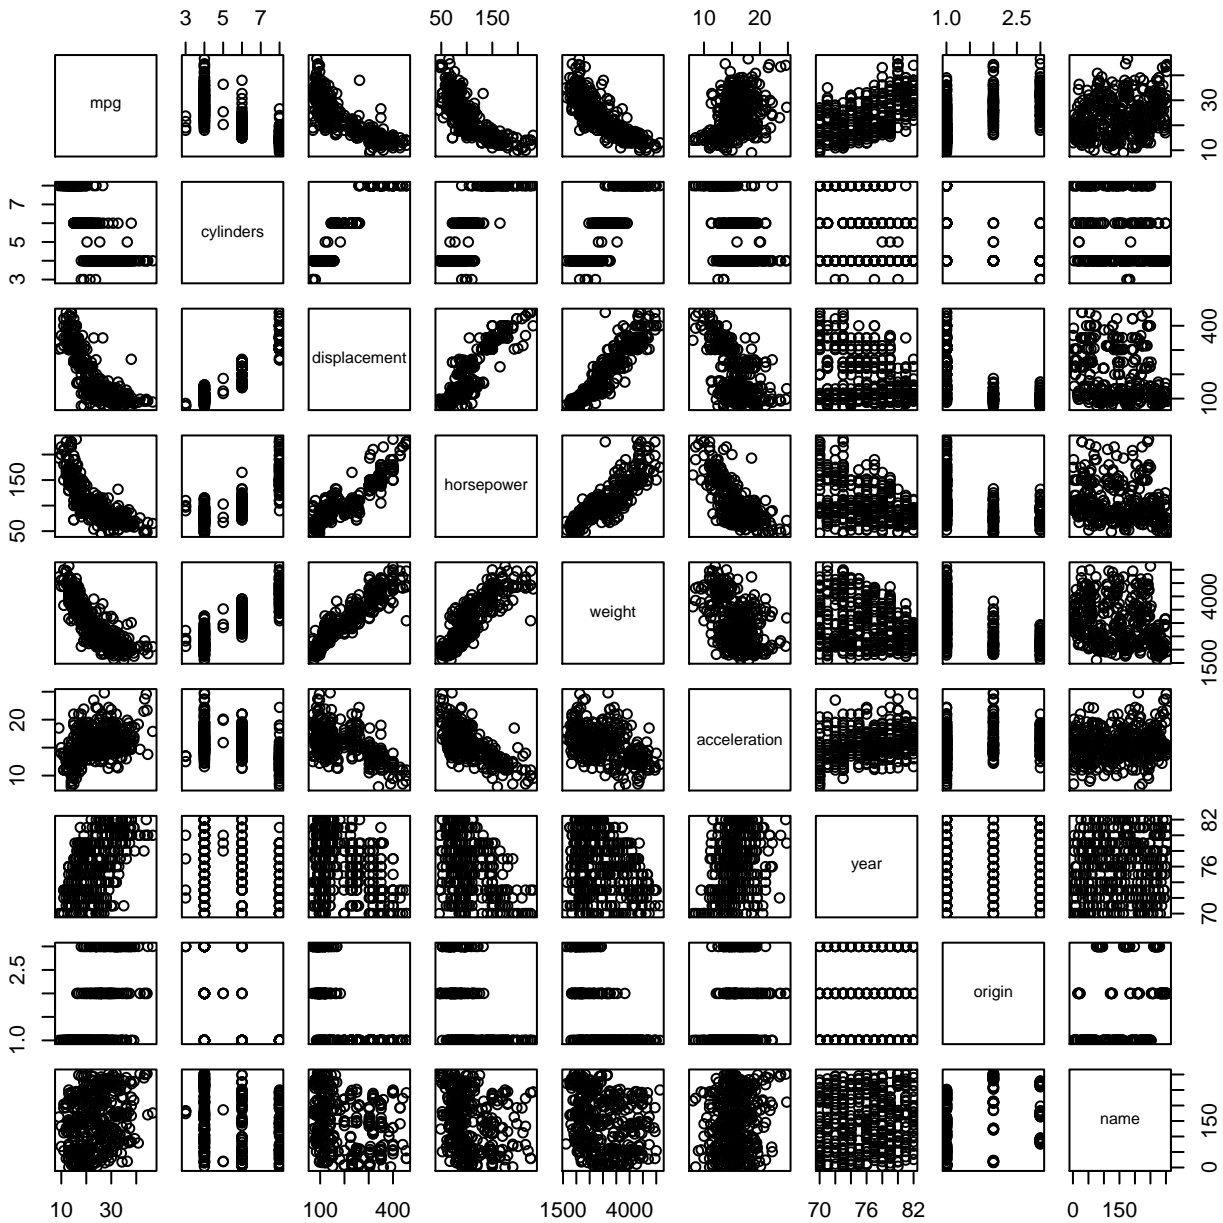 3 5 7 50 150 10 20 1.0 2.5
mpg 10 30
3 5 7 cylinders
displacement 100 400
50 150 horsepower
weight 1500 4000
10 20 acceleration
year 70 76 82
1.0 2.5 origin
name 0 150
10 30 100 400 1500 4000 70 76 82 0 150